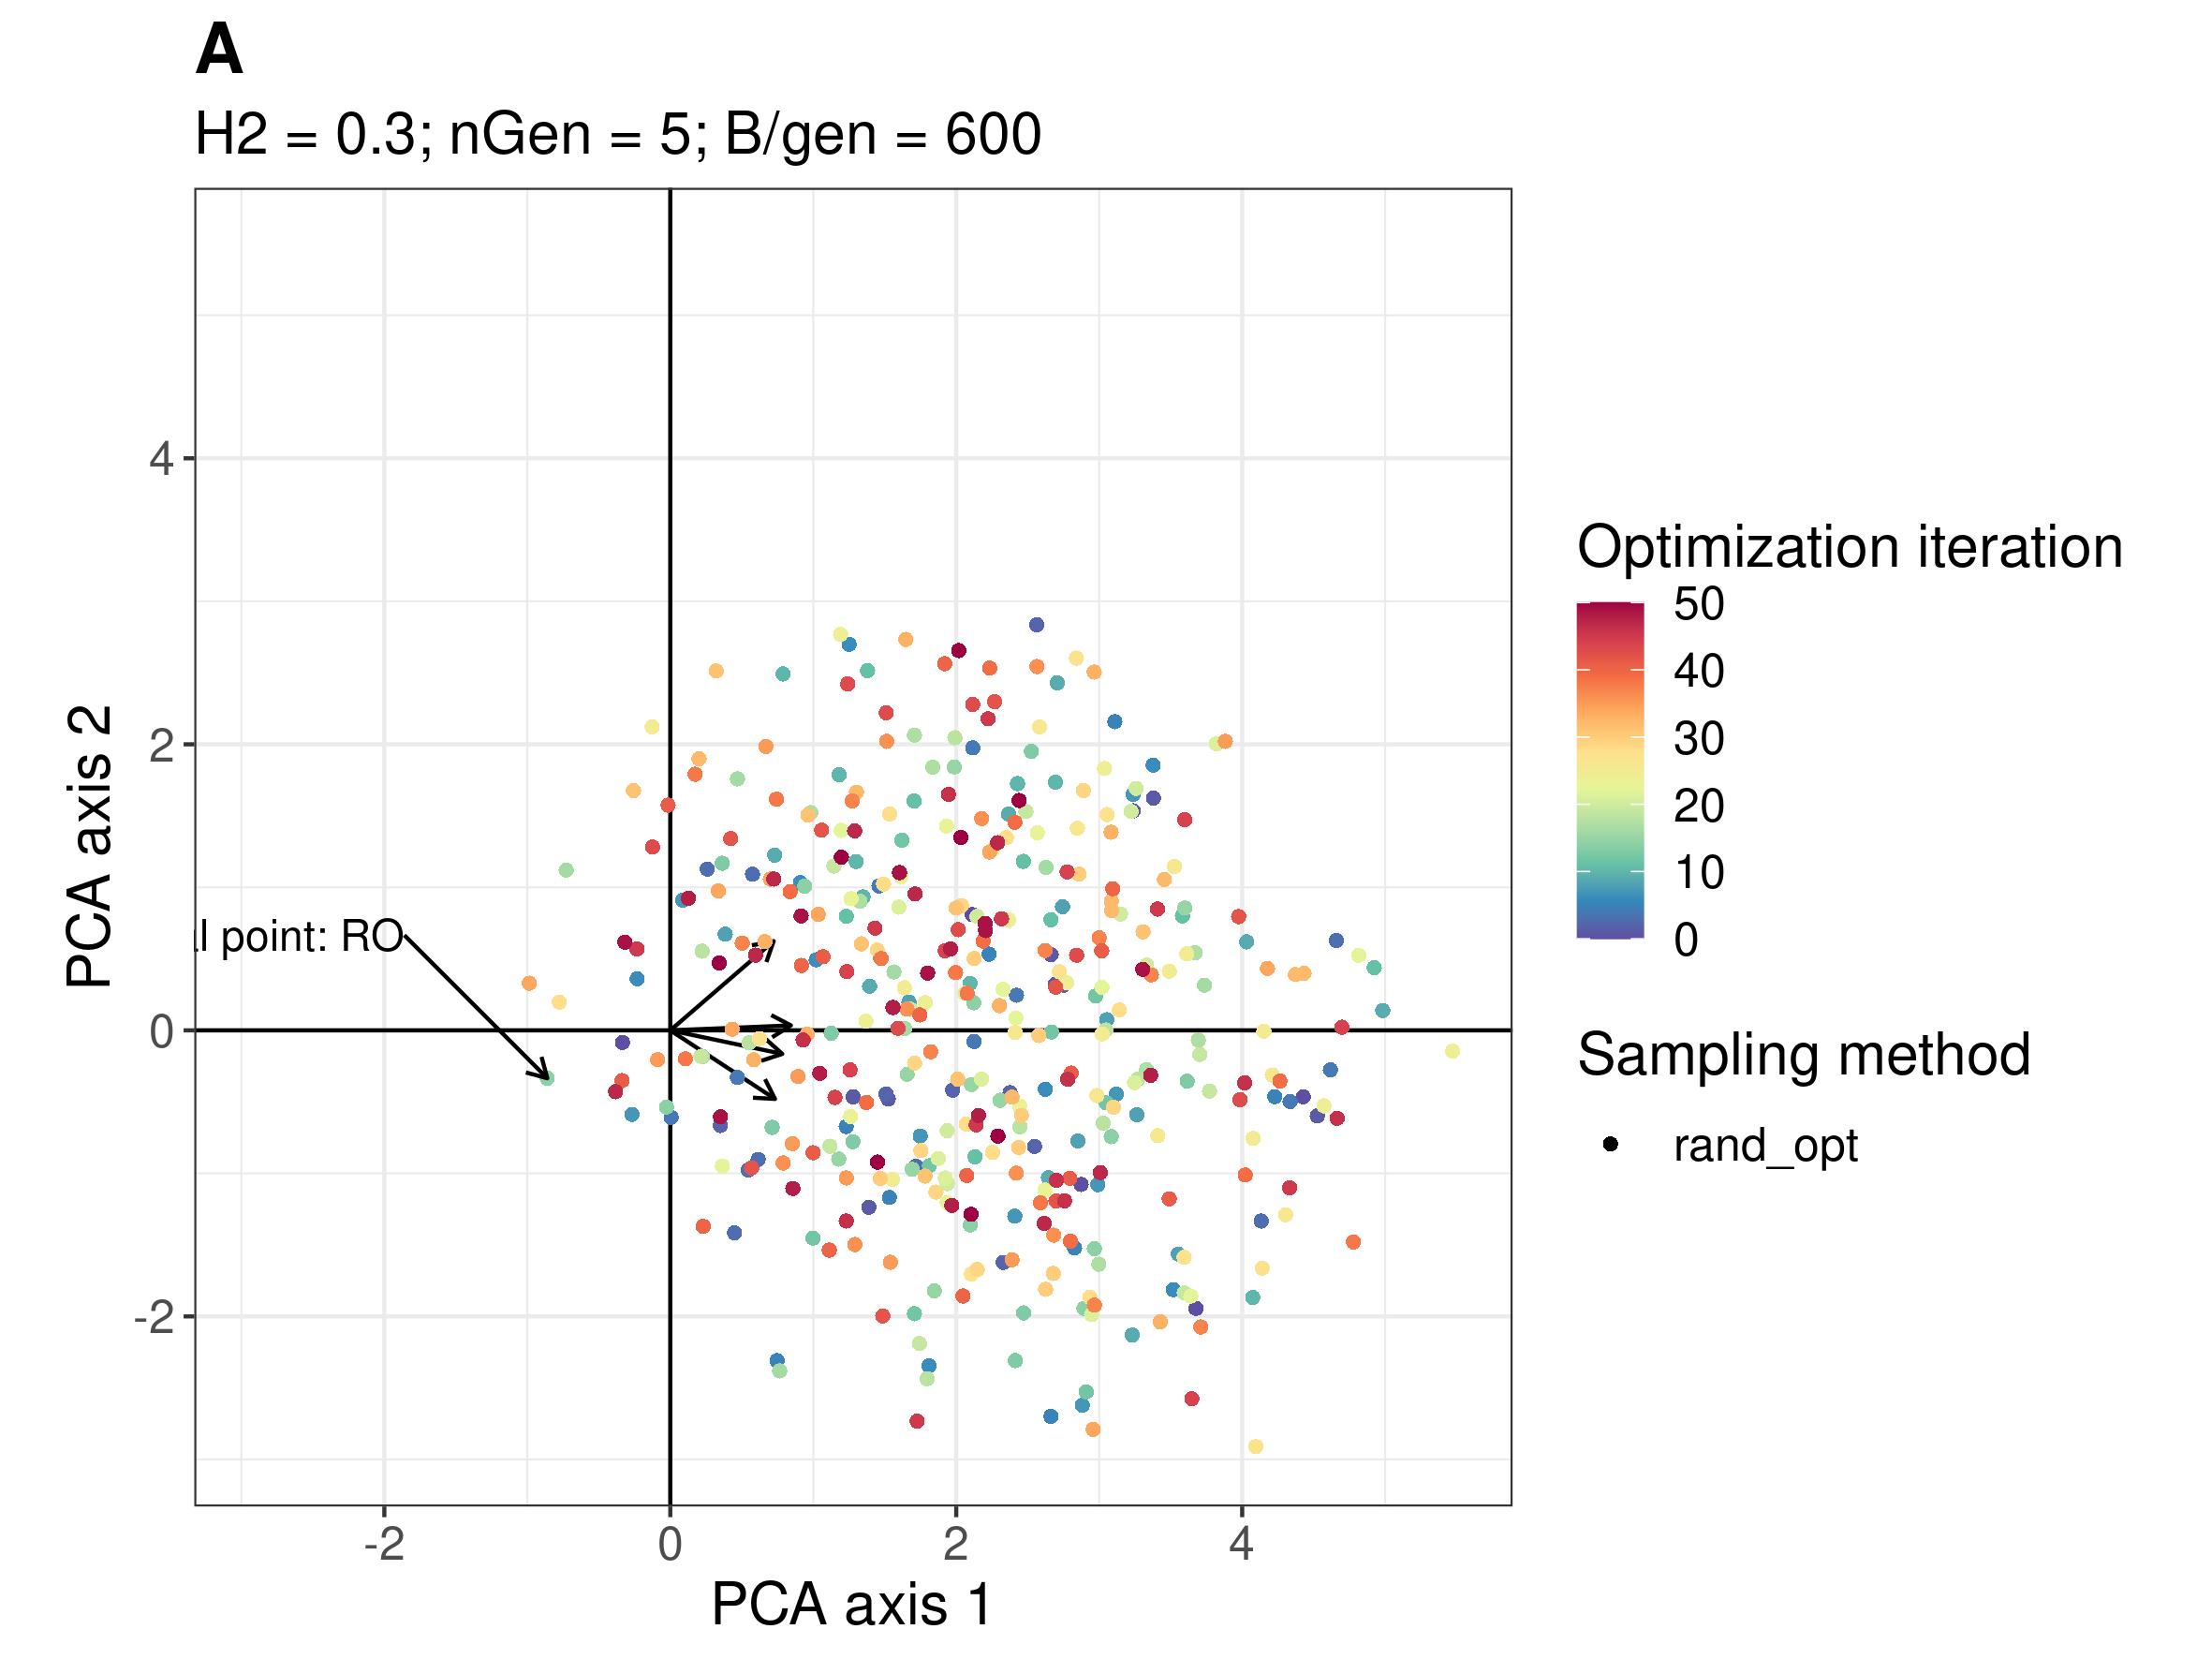 A
H2 = 0.3; nGen = 5; B/gen = 600
PCA axis 2
4
2
0
-2
point: RO
-2
0
2
4
PCA axis 1
Optimization iteration
50
40
30
20
10
0
Sampling method
rand_opt